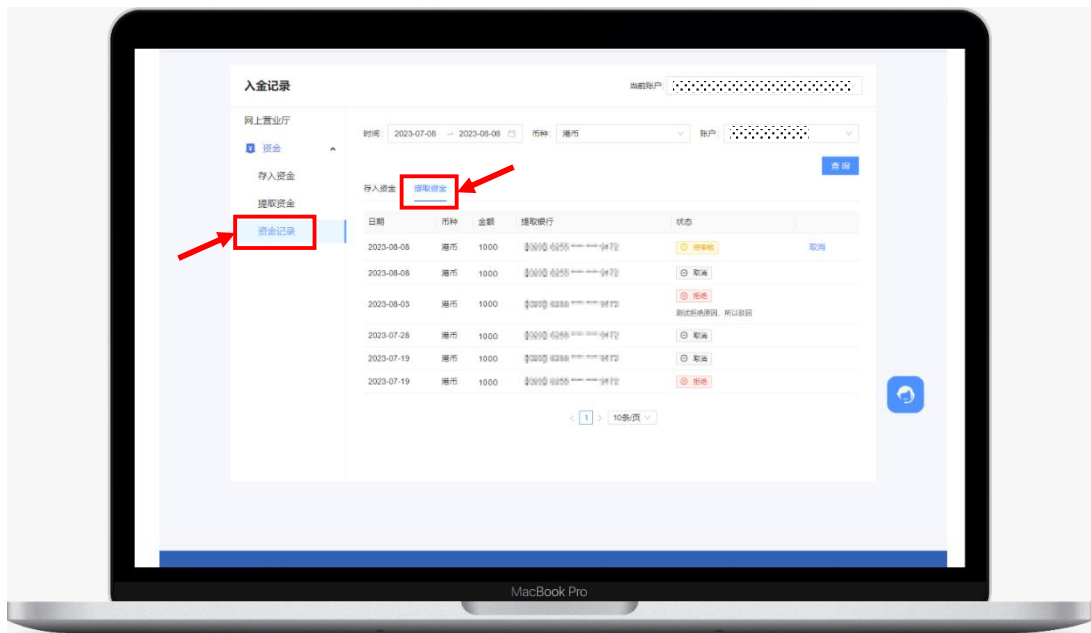 入金记录
当前账户:
网上营业厅
时间: 2023-07-08 → 2023-08-08 币种: 港币 账户:
资金
查 询
存入资金
存入资金 提取资金
提取资金
日期 币种 金额 提取银行 状态
资金记录
2023-08-08 港币 1000 待审核 取消
2023-08-08 港币 1000 取消
2023-08-03 港币 1000 拒绝
测试拒绝原因，所以驳回
2023-07-28 港币 1000 取消
2023-07-19 港币 1000 取消
2023-07-19 港币 1000 拒绝
< 1 > 10条/页
MacBook Pro